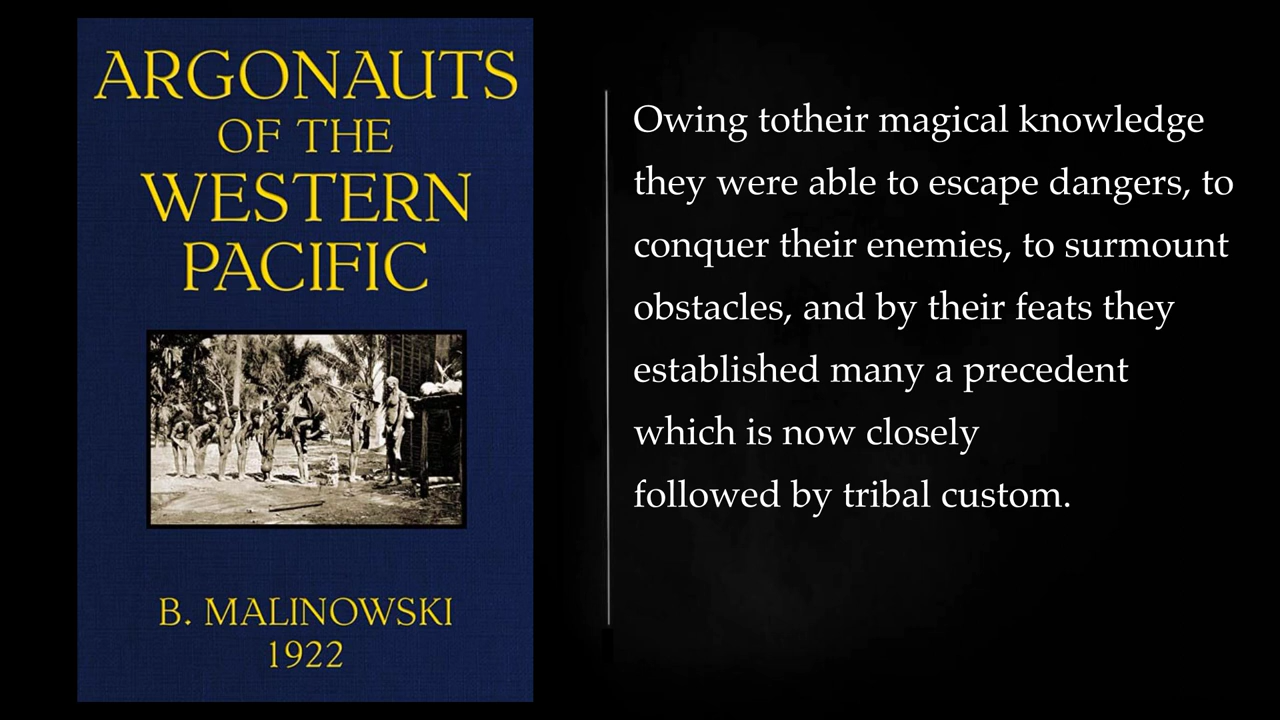 ARGONAUTS
OF THE
WESTERN
PACIFIC
B. MALINOWSKI
1922
Owing totheir magical knowledge
they were able to escape dangers, to
conquer their enemies, to surmount
obstacles, and by their feats they
established many a precedent
which is now closely
followed by tribal custom.